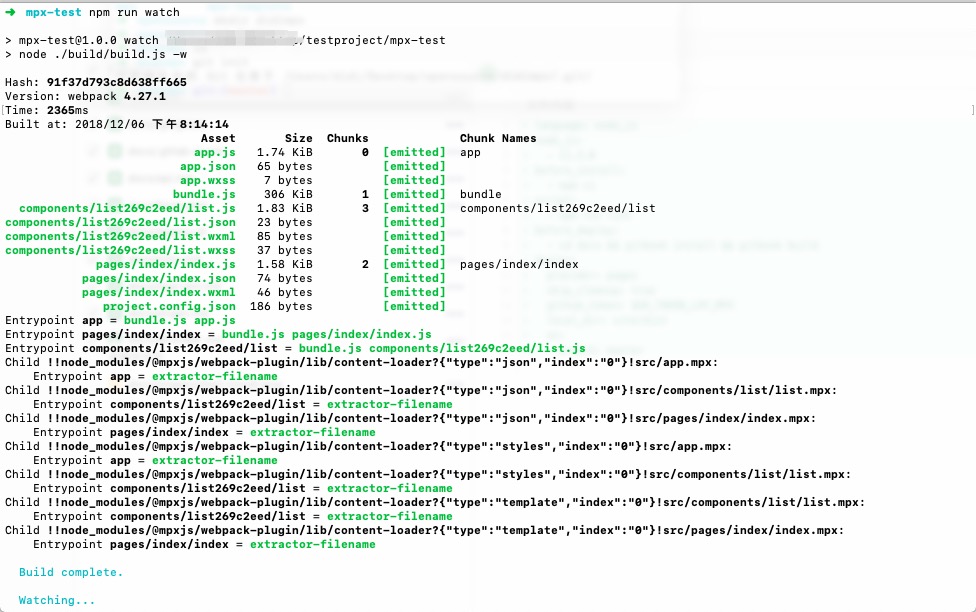 ➜ mpx-test npm run watch
> mpx-test@1.0.0 watch /testproject/mpx-test
> node ./build/build.js -w
Hash: 91f37d793c8d638ff665
Version: webpack 4.27.1
Time: 2365ms
Built at: 2018/12/06 下午8:14:14
Asset Size Chunks Chunk Names
app.js 1.74 KiB 0 [emitted] app
app.json 65 bytes [emitted]
app.wxss 7 bytes [emitted]
bundle.js 306 KiB 1 [emitted] bundle
components/list269c2eed/list.js 1.83 KiB 3 [emitted] components/list269c2eed/list
components/list269c2eed/list.json 23 bytes [emitted]
components/list269c2eed/list.wxml 85 bytes [emitted]
components/list269c2eed/list.wxss 37 bytes [emitted]
pages/index/index.js 1.58 KiB 2 [emitted] pages/index/index
pages/index/index.json 74 bytes [emitted]
pages/index/index.wxml 46 bytes [emitted]
project.config.json 186 bytes [emitted]
Entrypoint app = bundle.js app.js
Entrypoint pages/index/index = bundle.js pages/index/index.js
Entrypoint components/list269c2eed/list = bundle.js components/list269c2eed/list.js
Child !!node_modules/@mpxjs/webpack-plugin/lib/content-loader?{"type":"json","index":"0"}!src/app.mpx:
Entrypoint app = extractor-filename
Child !!node_modules/@mpxjs/webpack-plugin/lib/content-loader?{"type":"json","index":"0"}!src/components/list/list.mpx:
Entrypoint components/list269c2eed/list = extractor-filename
Child !!node_modules/@mpxjs/webpack-plugin/lib/content-loader?{"type":"json","index":"0"}!src/pages/index/index.mpx:
Entrypoint pages/index/index = extractor-filename
Child !!node_modules/@mpxjs/webpack-plugin/lib/content-loader?{"type":"styles","index":"0"}!src/app.mpx:
Entrypoint app = extractor-filename
Child !!node_modules/@mpxjs/webpack-plugin/lib/content-loader?{"type":"styles","index":"0"}!src/components/list/list.mpx:
Entrypoint components/list269c2eed/list = extractor-filename
Child !!node_modules/@mpxjs/webpack-plugin/lib/content-loader?{"type":"template","index":"0"}!src/components/list/list.mpx:
Entrypoint components/list269c2eed/list = extractor-filename
Child !!node_modules/@mpxjs/webpack-plugin/lib/content-loader?{"type":"template","index":"0"}!src/pages/index/index.mpx:
Entrypoint pages/index/index = extractor-filename
Build complete.
Watching...